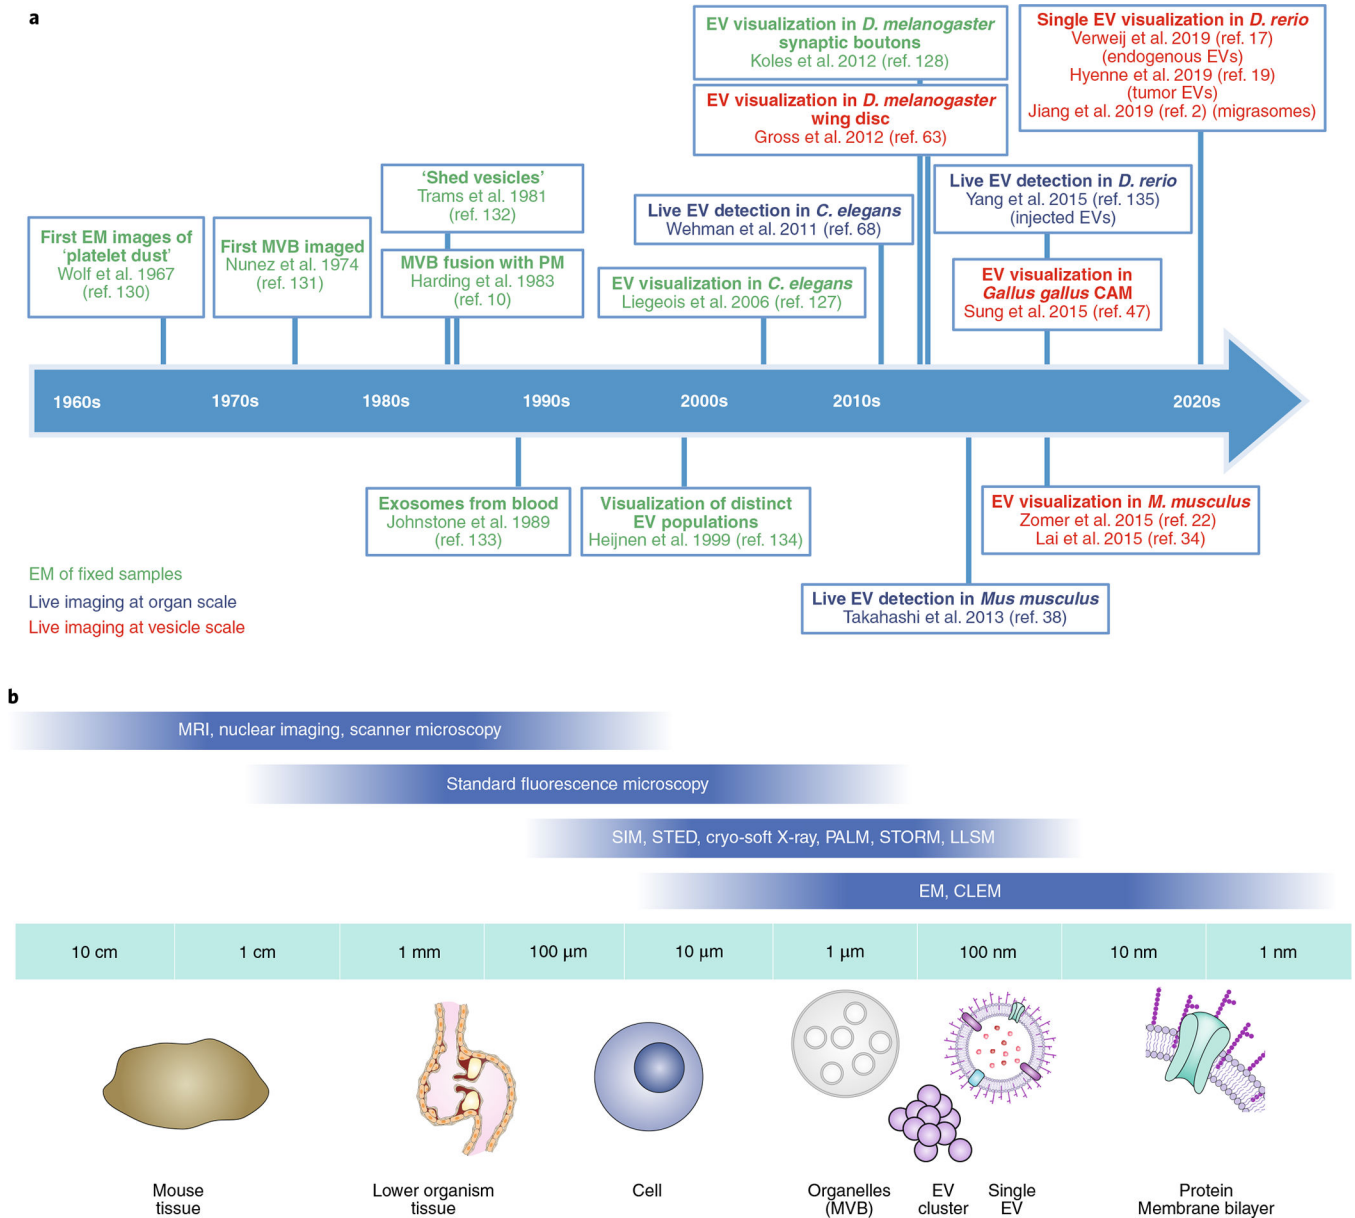 a
EV visualization in D. melanogaster
synaptic boutons
Koles et al. 2012 (ref. 128)
EV visualization in D. melanogaster
wing disc
Gross et al. 2012 (ref. 63)
Single EV visualization in D. rerio
Verweij et al. 2019 (ref. 17)
(endogenous EVs)
Hyenne et al. 2019 (ref. 19)
(tumor EVs)
Jiang et al. 2019 (ref. 2) (migrasomes)
‘Shed vesicles’
Trams et al. 1981
(ref. 132)
Live EV detection in C. elegans
Wehman et al. 2011 (ref. 68)
Live EV detection in D. rerio
Yang et al. 2015 (ref. 135)
(injected EVs)
First EM images of
‘platelet dust’
Wolf et al. 1967
(ref. 130)
First MVB imaged
Nunez et al. 1974
(ref. 131)
MVB fusion with PM
Harding et al. 1983
(ref. 10)
EV visualization in C. elegans
Liegeois et al. 2006 (ref. 127)
EV visualization in
Gallus gallus CAM
Sung et al. 2015 (ref. 47)
1960s
1970s
1980s
1990s
2000s
2010s
2020s
Exosomes from blood
Johnstone et al. 1989
(ref. 133)
Visualization of distinct
EV populations
Heijnen et al. 1999 (ref. 134)
EV visualization in M. musculus
Zomer et al. 2015 (ref. 22)
Lai et al. 2015 (ref. 34)
Live EV detection in Mus musculus
Takahashi et al. 2013 (ref. 38)
EM of fixed samples
Live imaging at organ scale
Live imaging at vesicle scale
b
MRI, nuclear imaging, scanner microscopy
Standard fluorescence microscopy
SIM, STED, cryo-soft X-ray, PALM, STORM, LLSM
EM, CLEM
10 cm
1 cm
1 mm
100 µm
10 µm
1 µm
100 nm
10 nm
1 nm
Mouse
tissue
Lower organism
tissue
Cell
Organelles
(MVB)
EV
cluster
Single
EV
Protein
Membrane bilayer